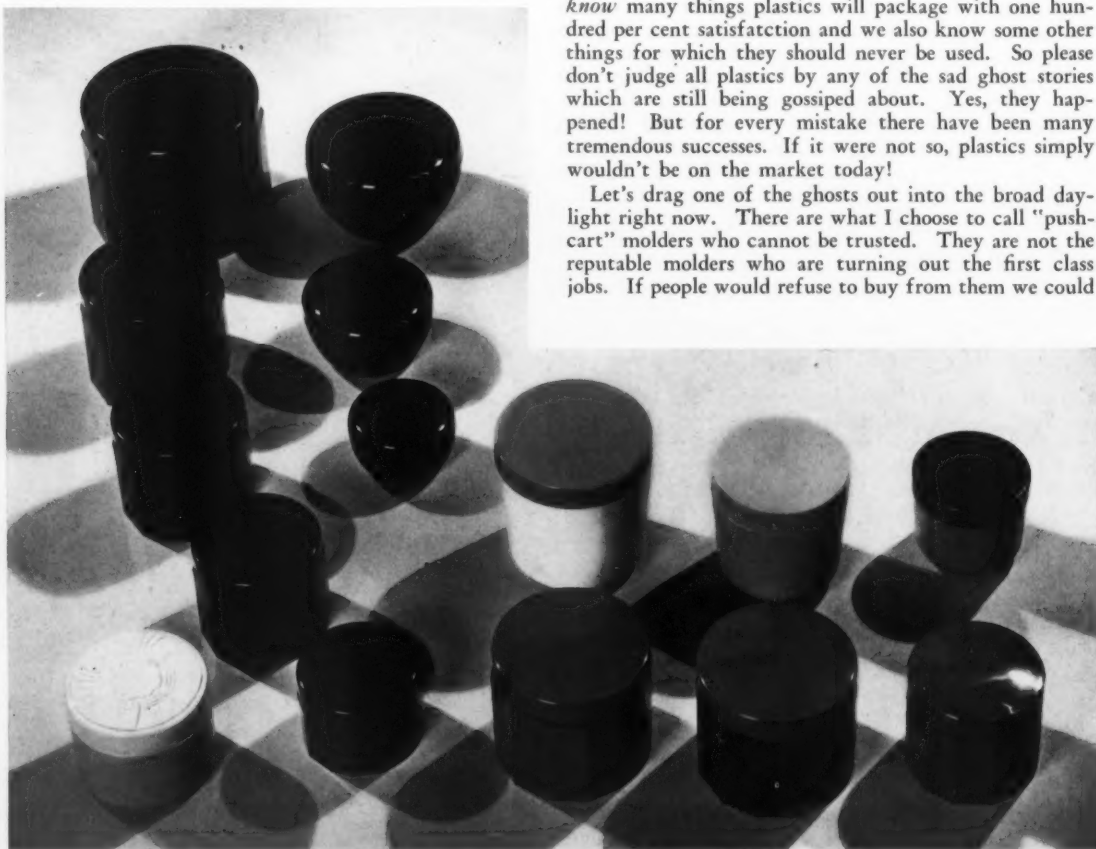 know many things plastics will package with one hun-
dred per cent satisfatction and we also know some other
things for which they should never be used. So please
don't judge all plastics by any of the sad ghost stories
which are still being gossiped about. Yes, they hap-
pened! But for every mistake there have been many
tremendous successes. If it were not so, plastics simply
wouldn't be on the market today!
Let's drag one of the ghosts out into the broad day-
light right now. There are what I choose to call "push-
cart" molders who cannot be trusted. They are not the
reputable molders who are turning out the first class
jobs. If people would refuse to buy from them we could